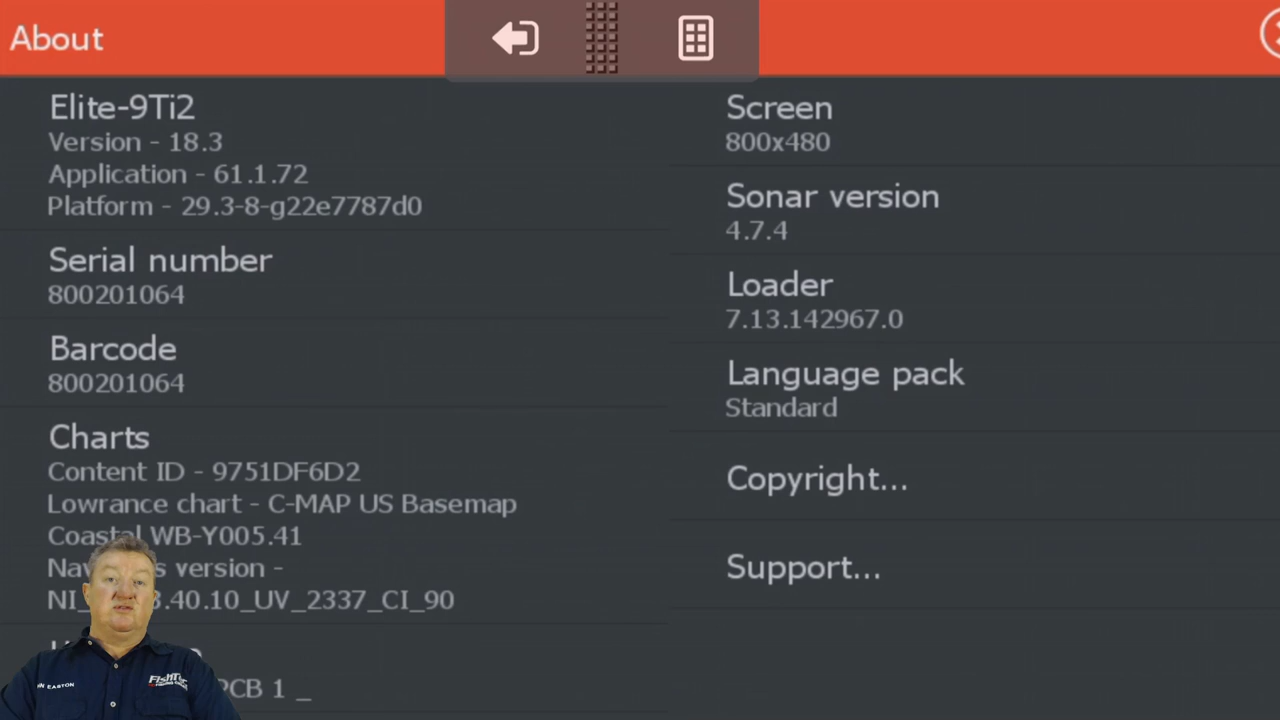 About
Elite-9Ti2
Version - 18.3
Application - 61.1.72
Platform - 29.3-8-g22e7787d0
Serial number
800201064
Barcode
800201064
Charts
Content ID - 9751DF6D2
Lowrance chart - C-MAP US Basemap
Coastal WB-Y005.41
version -
.40.10_UV_2337_CI_90
PCB 1 _
Screen
800x480
Sonar version
4.7.4
Loader
7.13.142967.0
Language pack
Standard
Copyright...
Support...
EASTON